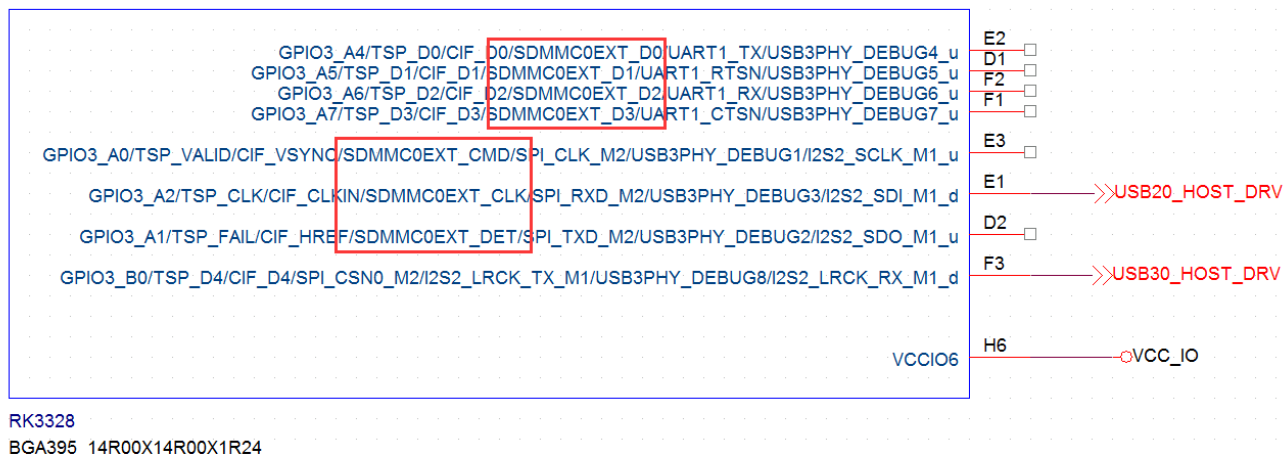 GPIO3_A4/TSP_D0/CIF_D0/SDMMC0EXT_D0/UART1_TX/USB3PHY_DEBUG4_u E2
GPIO3_A5/TSP_D1/CIF_D1/SDMMC0EXT_D1/UART1_RTSN/USB3PHY_DEBUG5_u D1
GPIO3_A6/TSP_D2/CIF_D2/SDMMC0EXT_D2/UART1_RX/USB3PHY_DEBUG6_u F2
GPIO3_A7/TSP_D3/CIF_D3/SDMMC0EXT_D3/UART1_CTSN/USB3PHY_DEBUG7_u F1
GPIO3_A0/TSP_VALID/CIF_VSYNC/SDMMC0EXT_CMD/SPI_CLK_M2/USB3PHY_DEBUG1/I2S2_SCLK_M1_u E3
GPIO3_A2/TSP_CLK/CIF_CLKIN/SDMMC0EXT_CLK/SPI_RXD_M2/USB3PHY_DEBUG3/I2S2_SDI_M1_d E1 USB20_HOST_DRV
GPIO3_A1/TSP_FAIL/CIF_HREF/SDMMC0EXT_DET/SPI_TXD_M2/USB3PHY_DEBUG2/I2S2_SDO_M1_u D2
GPIO3_B0/TSP_D4/CIF_D4/SPI_CSN0_M2/I2S2_LRCK_TX_M1/USB3PHY_DEBUG8/I2S2_LRCK_RX_M1_d F3 USB30_HOST_DRV
VCCIO6 H6 VCC_IO
RK3328
BGA395_14R00X14R00X1R24